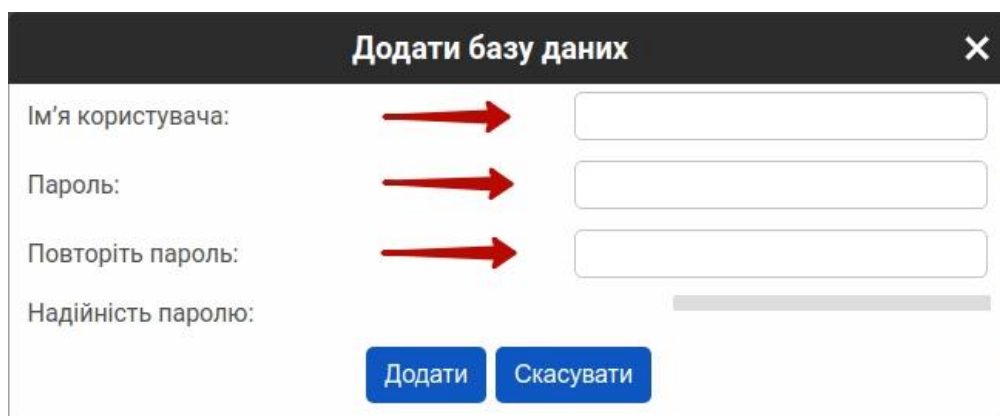 Додати базу даних
Ім’я користувача:
Пароль:
Повторіть пароль:
Надійність паролю:
Додати Скасувати